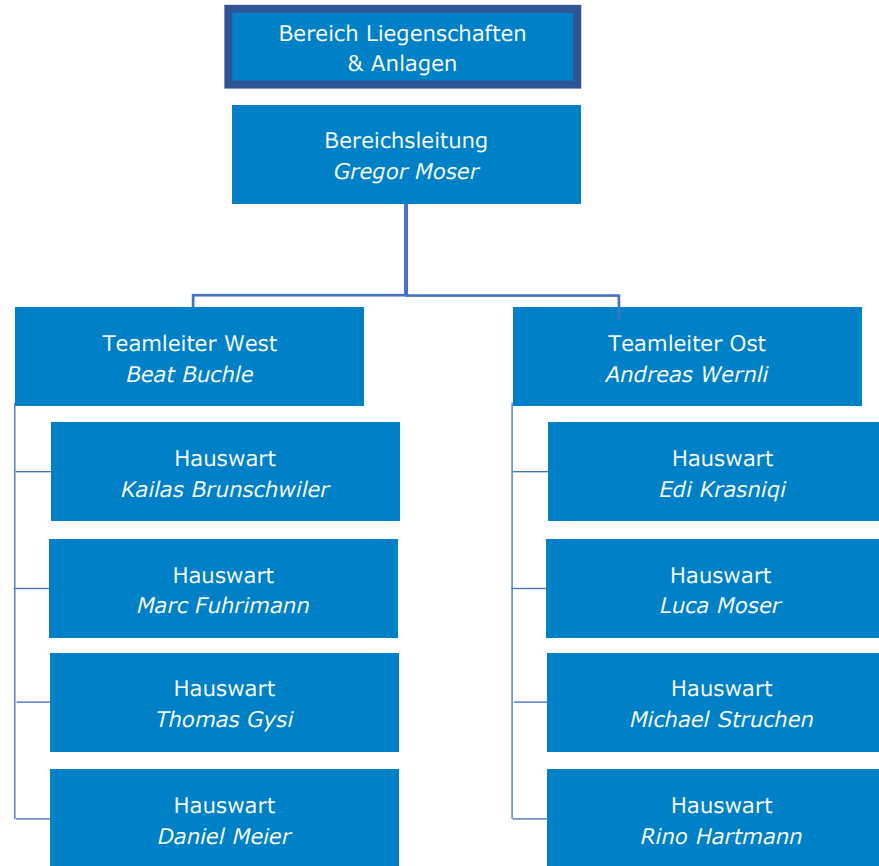 Bereich Liegenschaften
& Anlagen
Bereichsleitung
Gregor Moser
Teamleiter West
Beat Buchle
Hauswart
Kailas Brunschwiler
Hauswart
Marc Fuhrimann
Hauswart
Thomas Gysi
Hauswart
Daniel Meier
Teamleiter Ost
Andreas Wernli
Hauswart
Edi Krasniqi
Hauswart
Luca Moser
Hauswart
Michael Struchen
Hauswart
Rino Hartmann